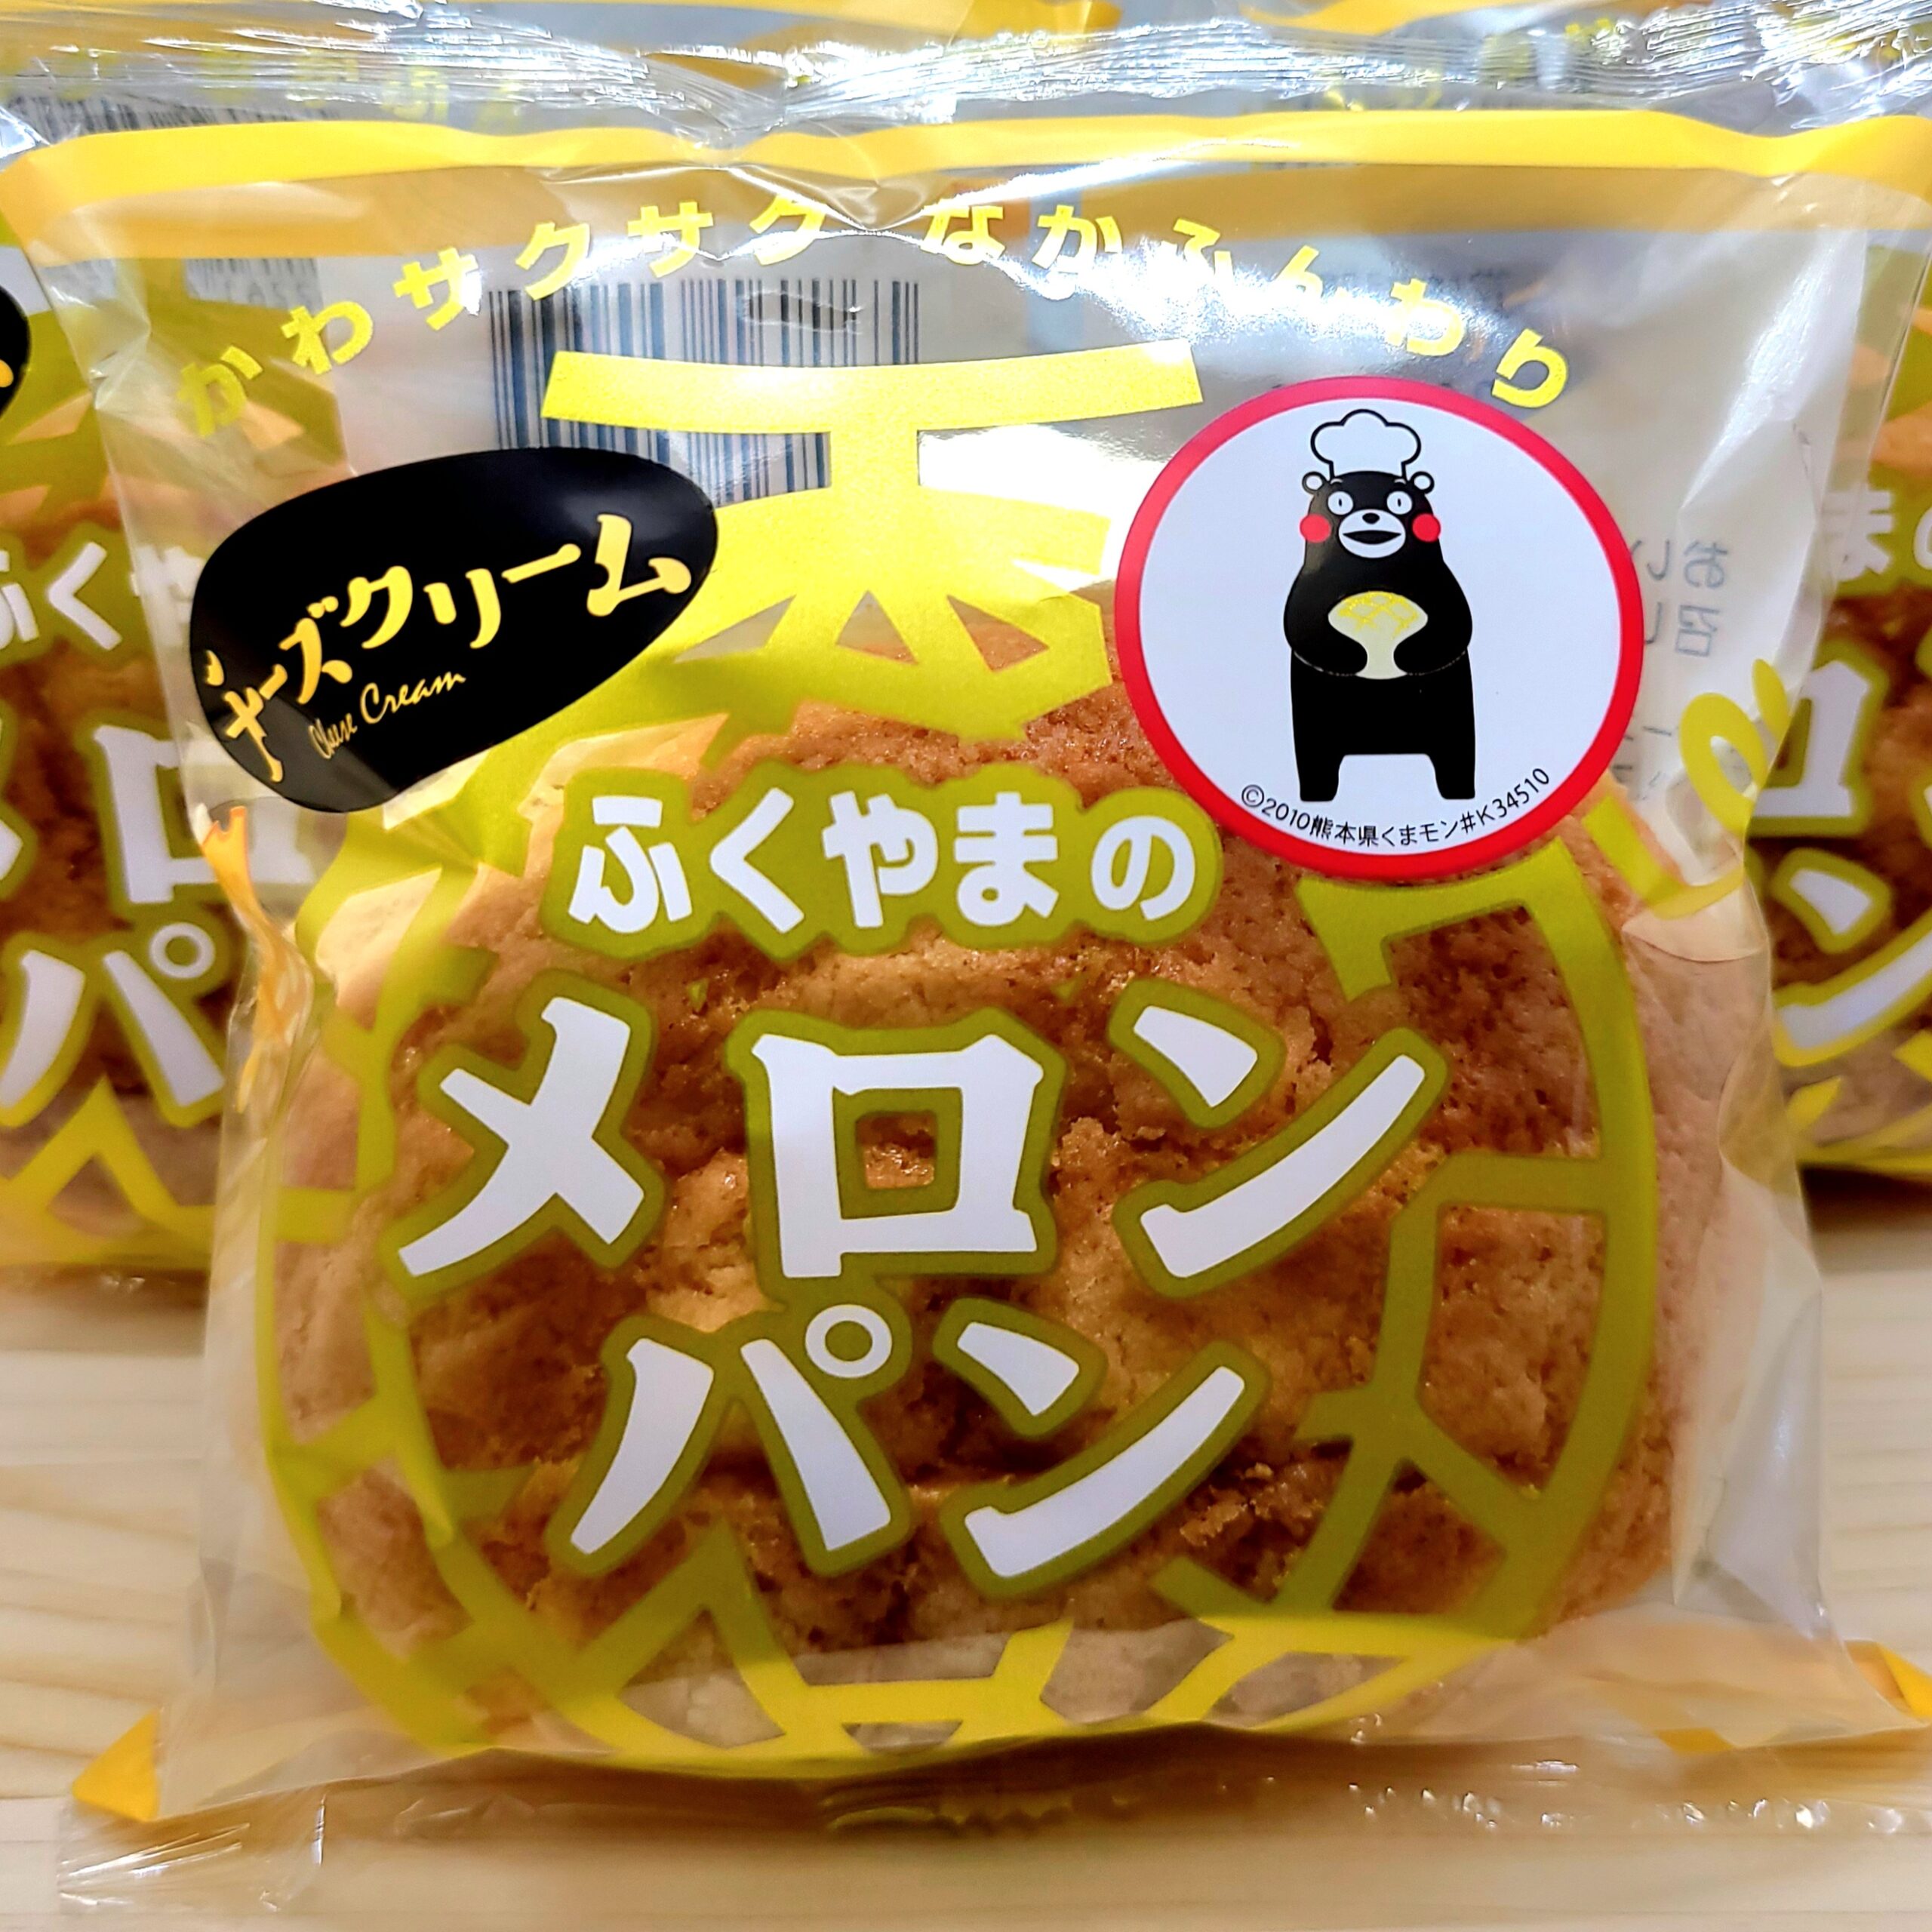 かわサクサク なかふんわり
チーズクリーム
Cheese Cream
©2010熊本県くまモン#K34510
ふくやまの
メロン
パン